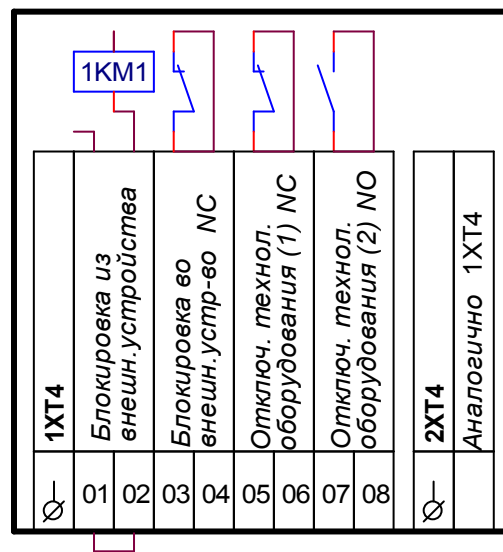 1KM1
1XT4
Блокировка из
внешн.устройства
Блокировка во
внешн.устр-во NC
Отключ. технол.
оборудования (1) NC
Отключ. технол.
оборудования (2) NO
2XT4
Аналогично 1XT4
01 02 03 04 05 06 07 08